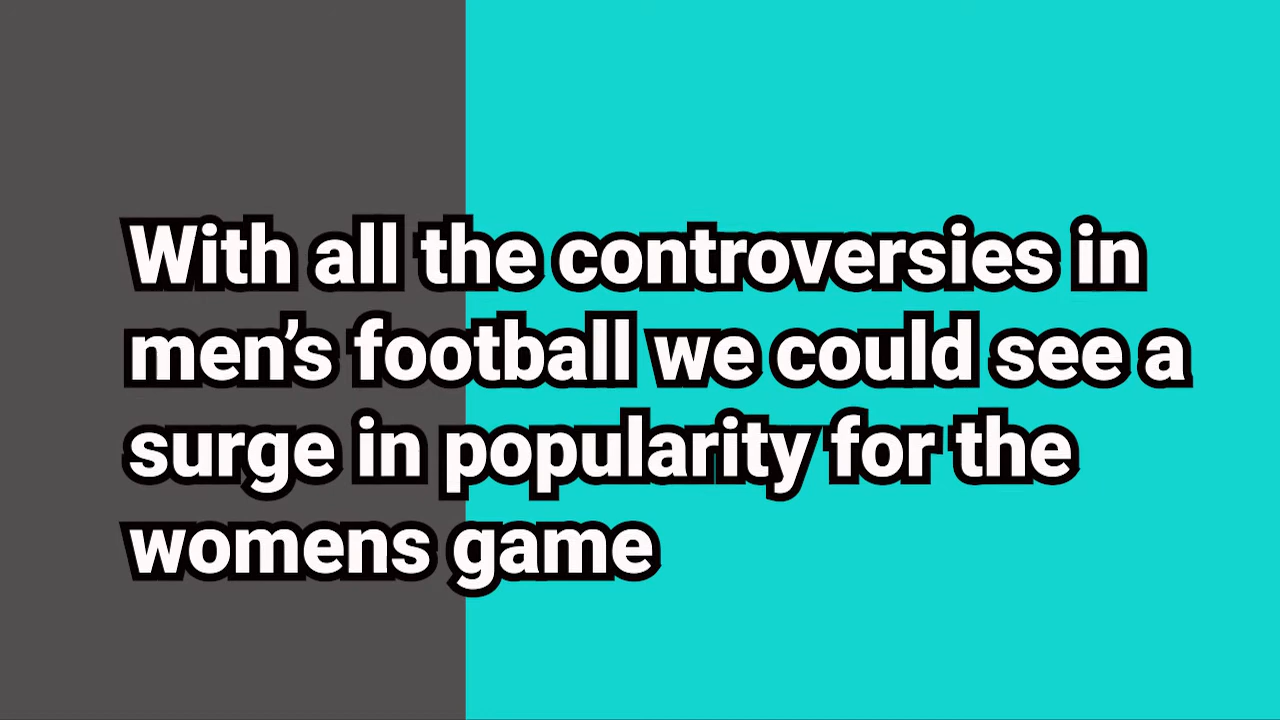 With all the controversies in
men’s football we could see a
surge in popularity for the
womens game